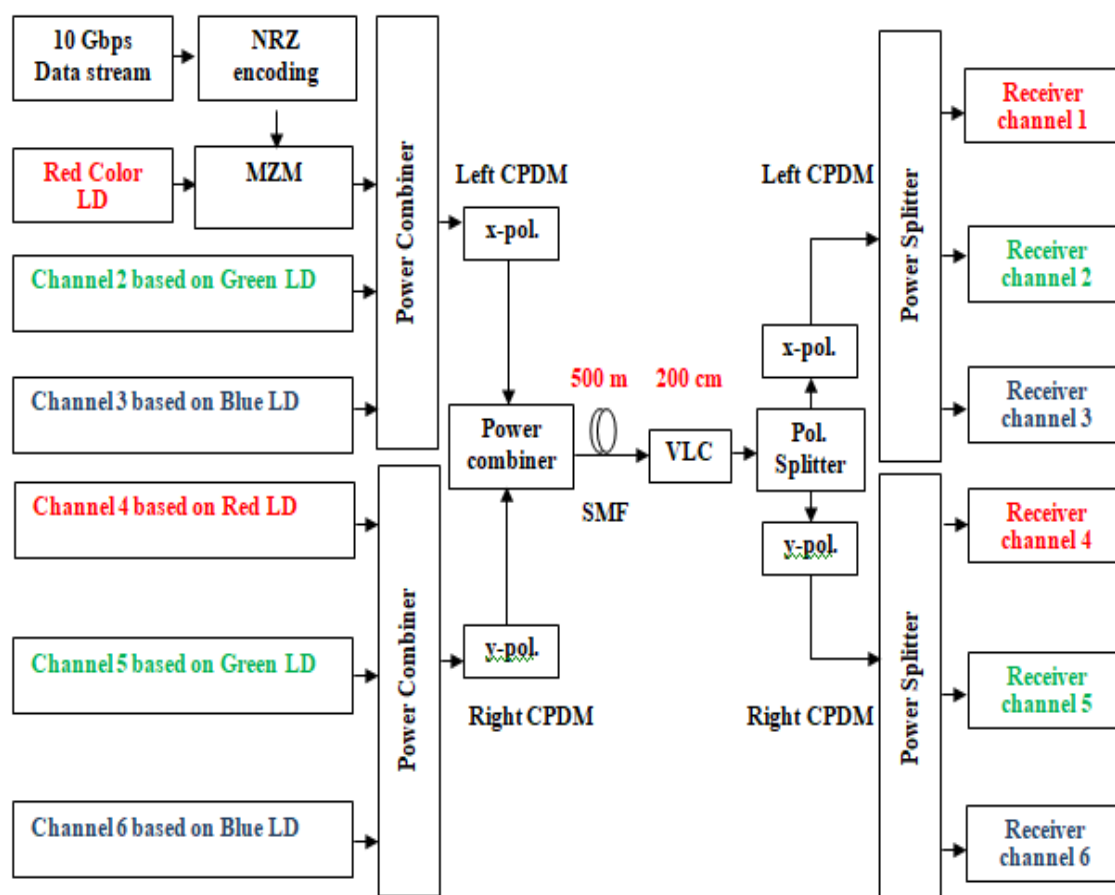 10 Gbps
Data stream
NRZ
encoding
Red Color
LD
MZM
Channel 2 based on Green LD
Channel 3 based on Blue LD
Channel 4 based on Red LD
Channel 5 based on Green LD
Channel 6 based on Blue LD
Power Combiner
Power Combiner
Left CPDM
x-pol.
Power
combiner
y-pol.
Right CPDM
500 m
SMF
200 cm
VLC
Left CPDM
x-pol.
Pol.
Splitter
y-pol.
Right CPDM
Power Splitter
Power Splitter
Receiver
channel 1
Receiver
channel 2
Receiver
channel 3
Receiver
channel 4
Receiver
channel 5
Receiver
channel 6